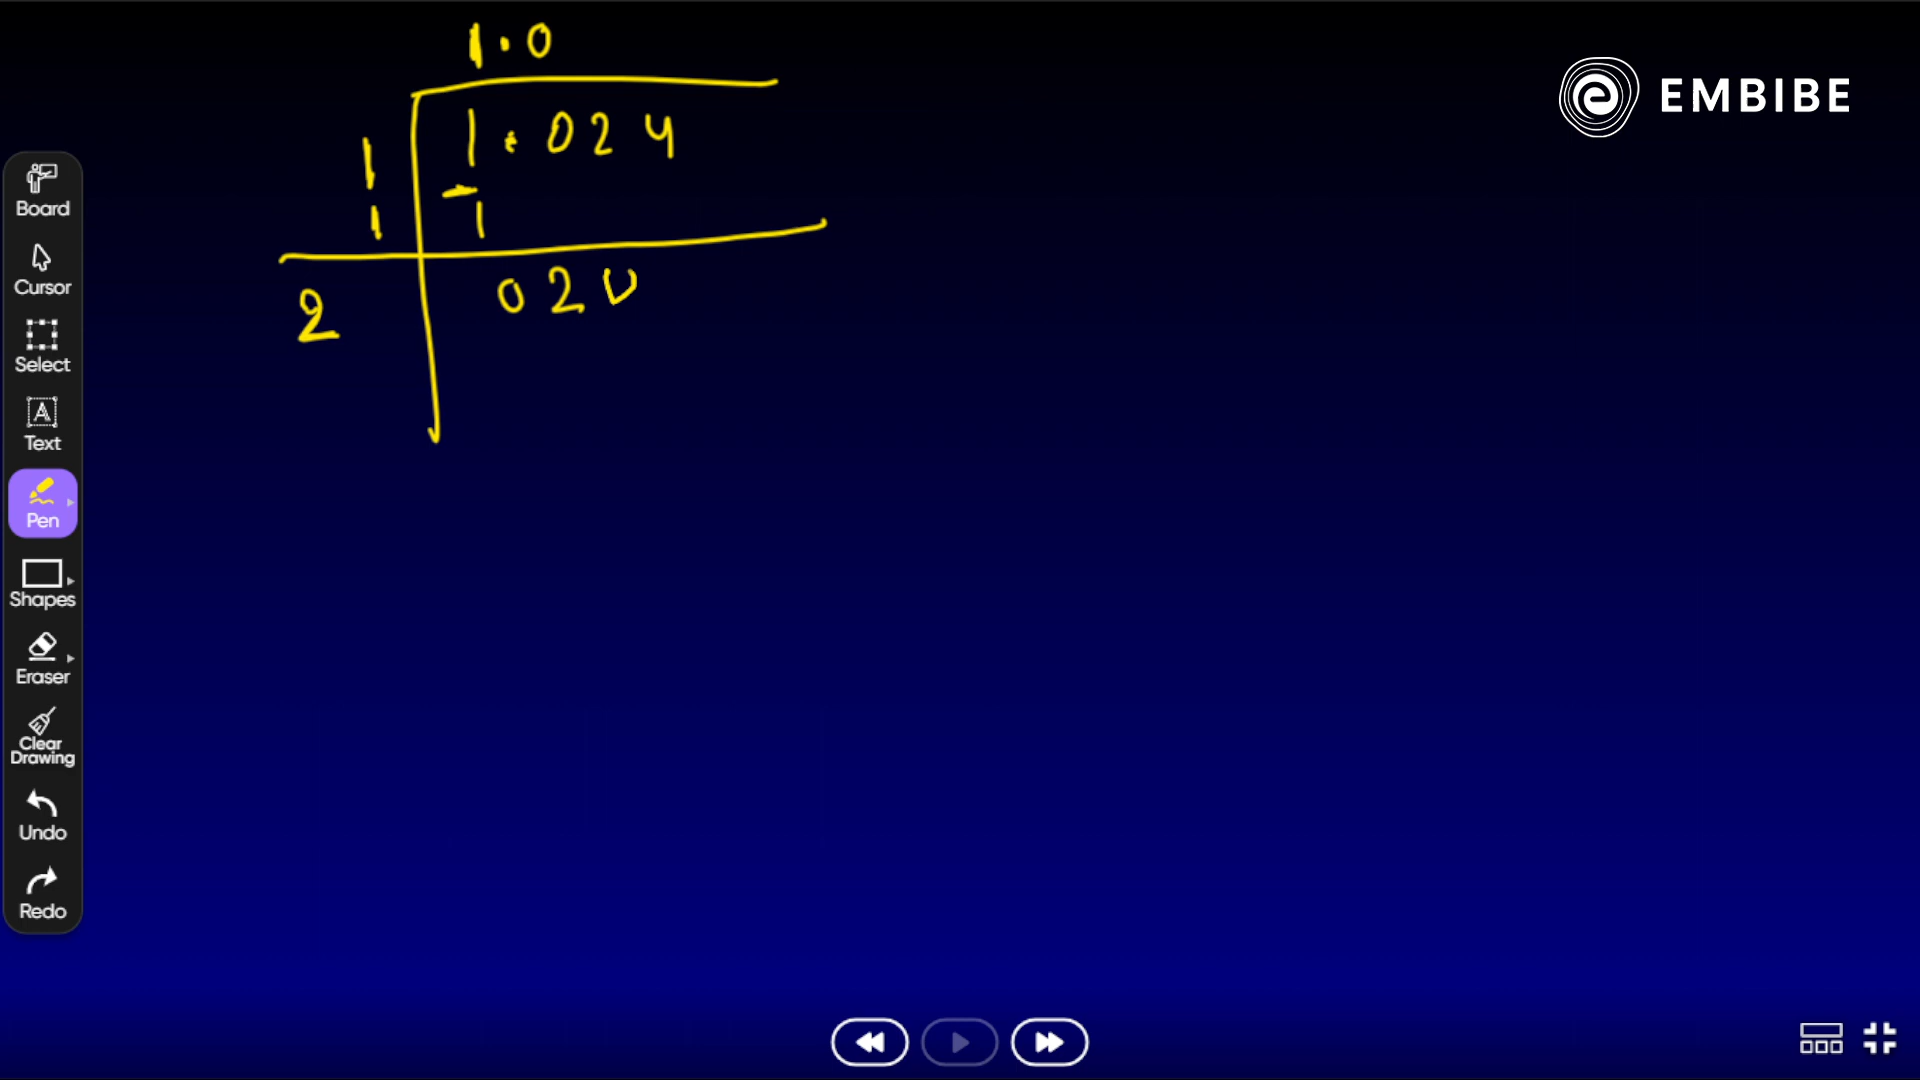 1.0
EMBIBE
1 1.024
1 - 1
2 020
Board
Cursor
Select
Text
Pen
Shapes
Eraser
Clear
Drawing
Undo
Redo